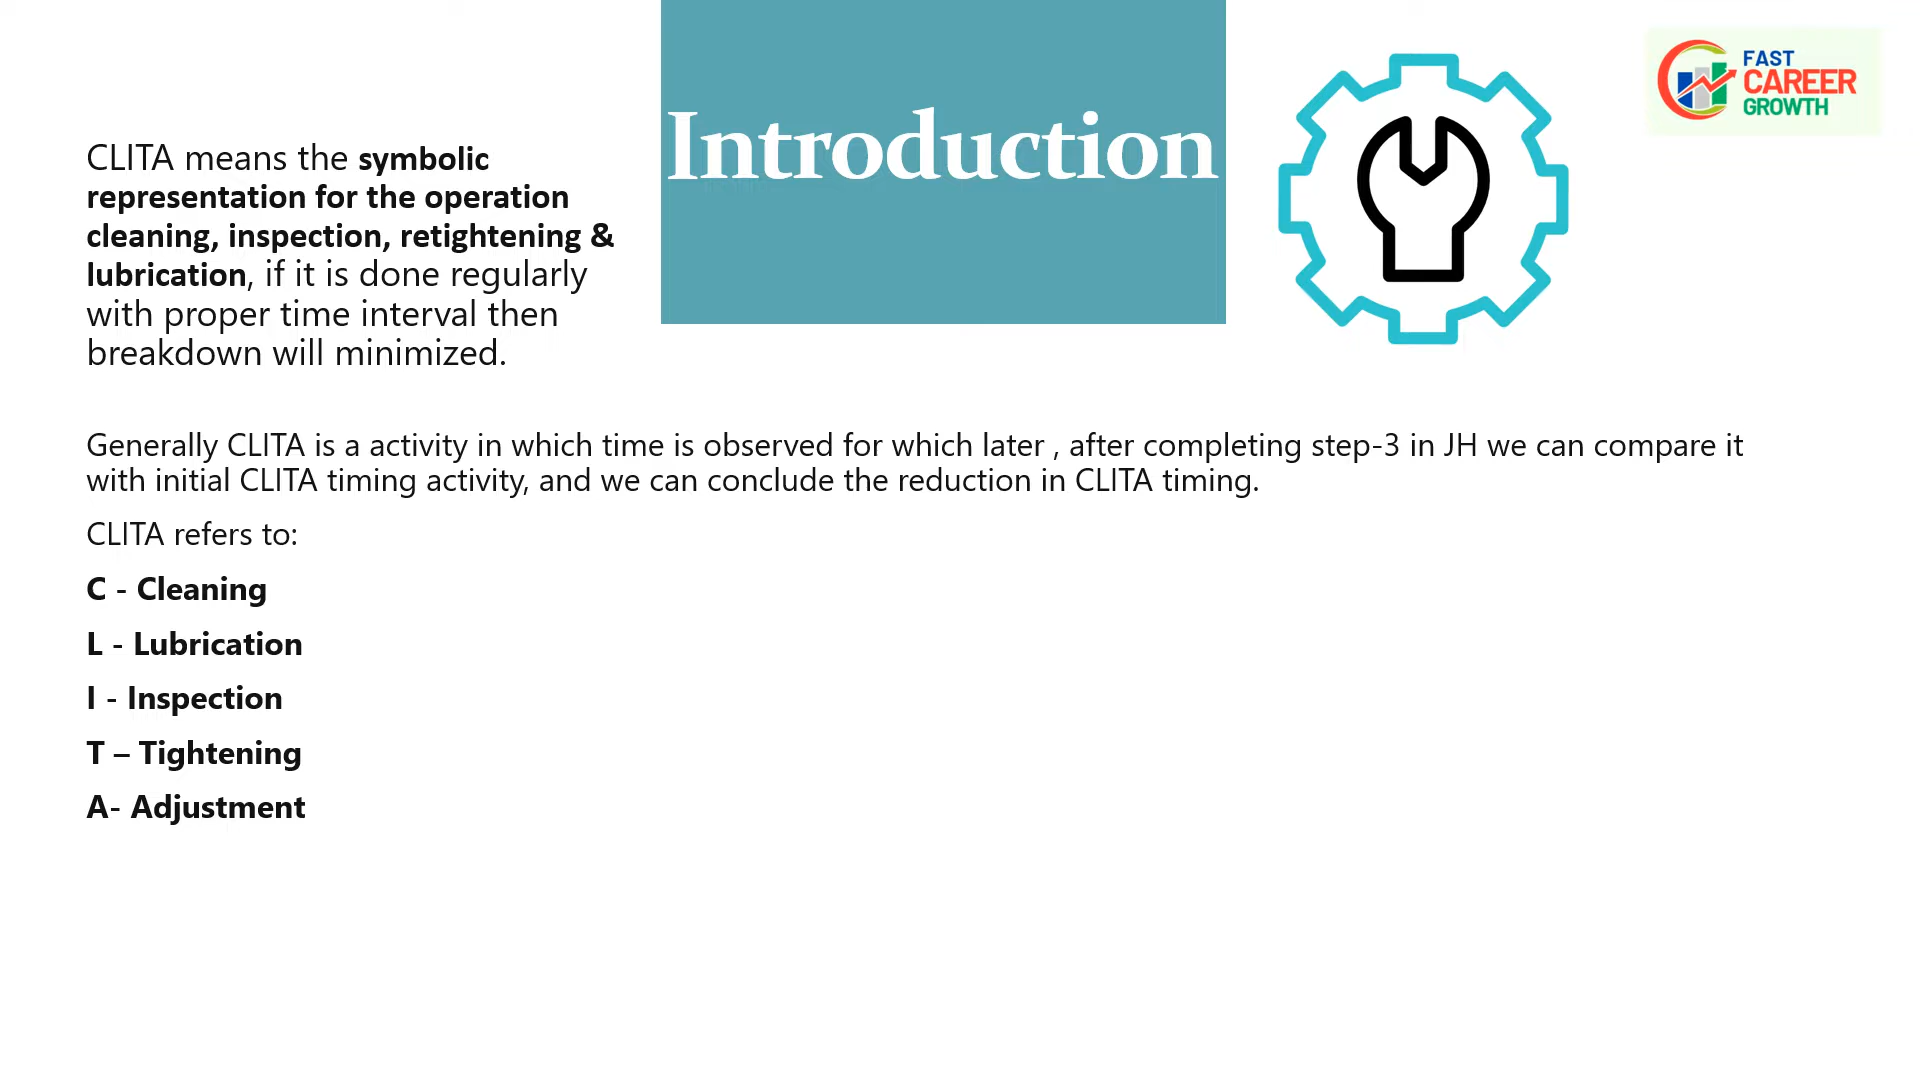 Introduction
FAST
CAREER
GROWTH
CLITA means the symbolic
representation for the operation
cleaning, inspection, retightening &
lubrication, if it is done regularly
with proper time interval then
breakdown will minimized.
Generally CLITA is a activity in which time is observed for which later , after completing step-3 in JH we can compare it
with initial CLITA timing activity, and we can conclude the reduction in CLITA timing.
CLITA refers to:
C - Cleaning
L - Lubrication
I - Inspection
T – Tightening
A- Adjustment